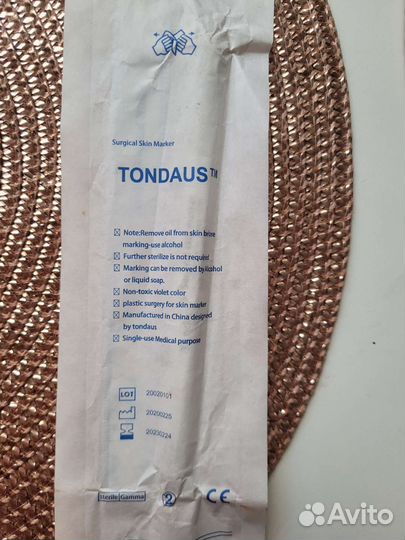 Surgical Skin Marker
TONDAUS™
Note:Remove oil from skin brine
marking-use alcohol
Further sterilize is not required
Marking can be removed by Alcohol
or liquid soap.
Non-toxic violet color
plastic surgery for skin marker
Manufactured in China designed
by tondaus
Single-use Medical purpose
LOT 20020101
20200225
20230224
Sterile Gamma 2 CE
Avito